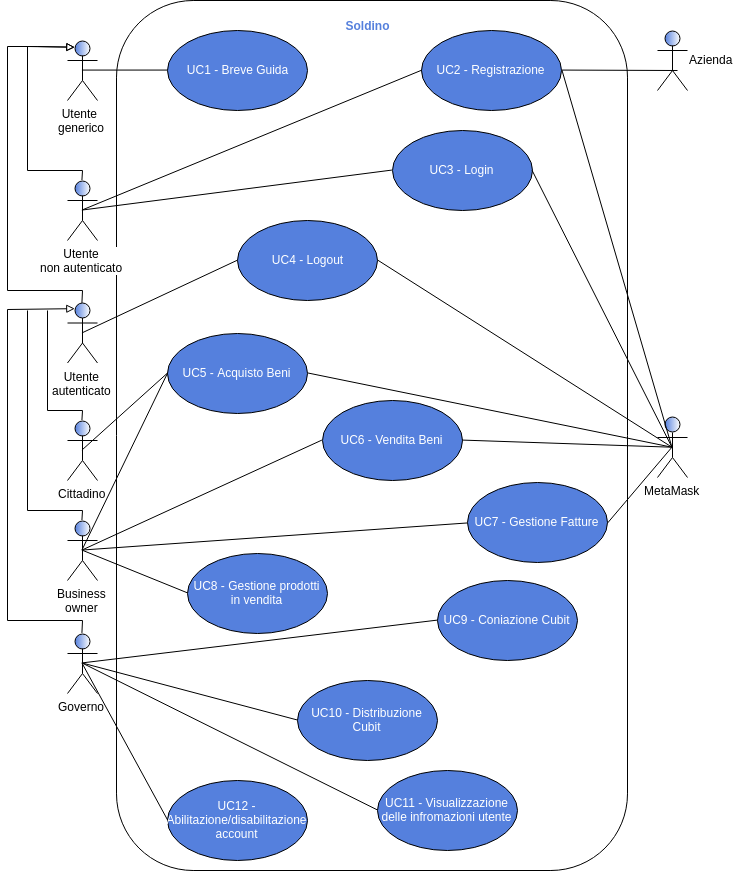 Soldino
UC1 - Breve Guida
UC2 - Registrazione
Azienda
Utente
generico
UC3 - Login
Utente
non autenticato
UC4 - Logout
Utente
autenticato
UC5 - Acquisto Beni
UC6 - Vendita Beni
Cittadino
MetaMask
UC7 - Gestione Fatture
Business
owner
UC8 - Gestione prodotti
in vendita
UC9 - Coniazione Cubit
Governo
UC10 - Distribuzione
Cubit
UC11 - Visualizzazione
delle infromazioni utente
UC12 -
Abilitazione/disabilitazione
account